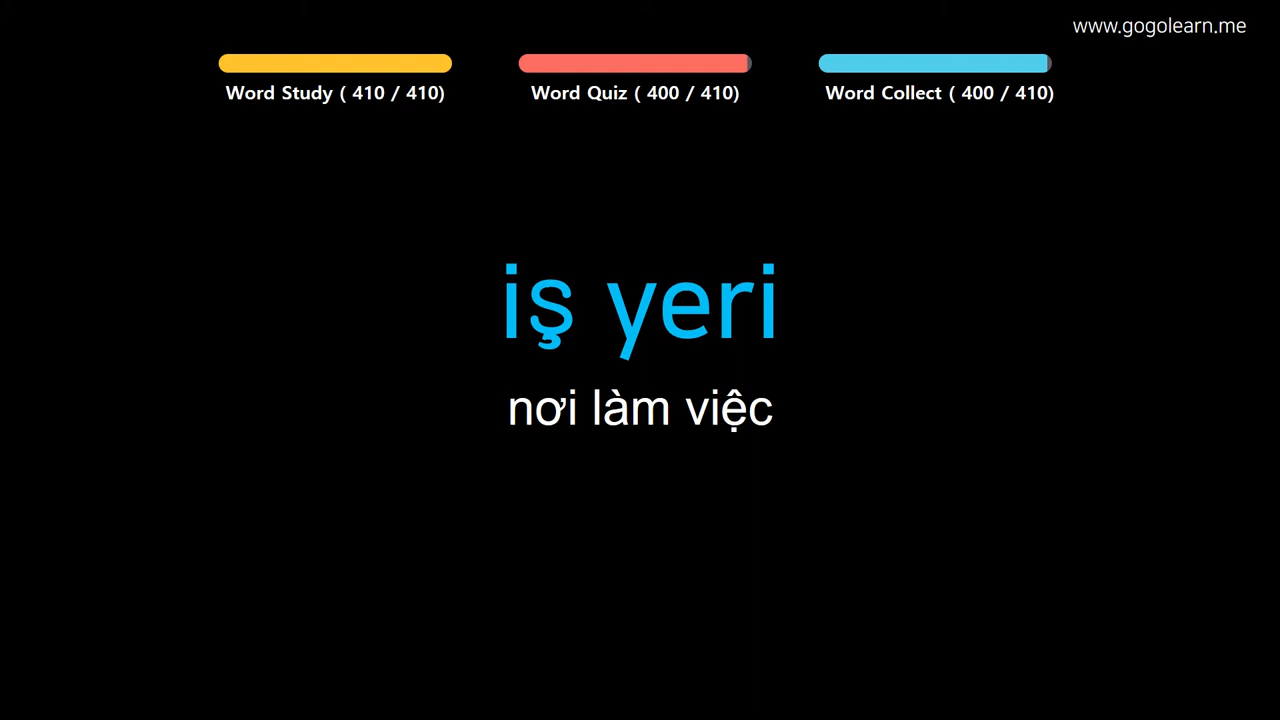 www.gogolearn.me
Word Study ( 410 / 410)
Word Quiz ( 400 / 410)
Word Collect ( 400 / 410)
iş yeri
nơi làm việc